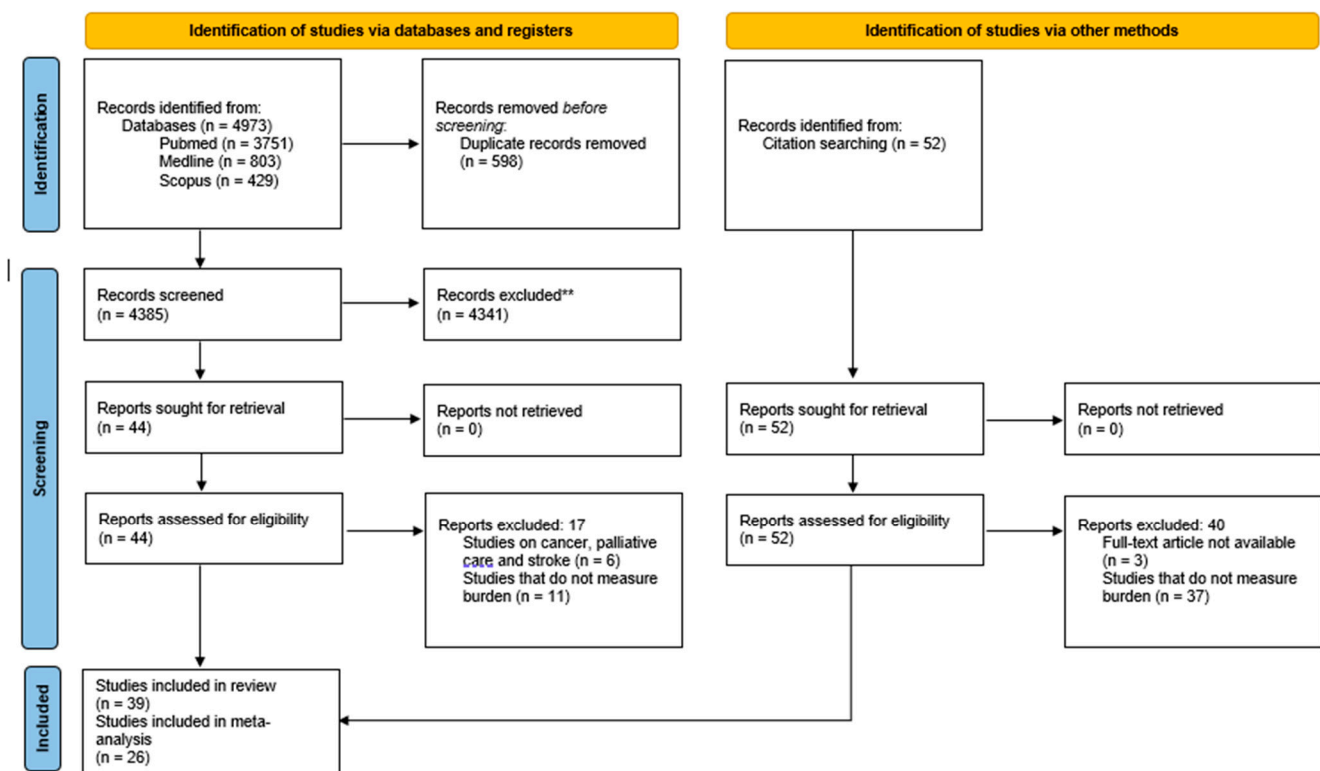 Identification of studies via databases and registers
Identification of studies via other methods
Identification
Records identified from:
Databases (n = 4973)
Pubmed (n = 3751)
Medline (n = 803)
Scopus (n = 429)
Records removed before
screening:
Duplicate records removed
(n = 598)
Records identified from:
Citation searching (n = 52)
Screening
Records screened
(n = 4385)
Records excluded**
(n = 4341)
Reports sought for retrieval
(n = 44)
Reports not retrieved
(n = 0)
Reports sought for retrieval
(n = 52)
Reports not retrieved
(n = 0)
Reports assessed for eligibility
(n = 44)
Reports excluded: 17
Studies on cancer, palliative
care and stroke (n = 6)
Studies that do not measure
burden (n = 11)
Reports assessed for eligibility
(n = 52)
Reports excluded: 40
Full-text article not available
(n = 3)
Studies that do not measure
burden (n = 37)
Included
Studies included in review
(n = 39)
Studies included in meta-
analysis
(n = 26)